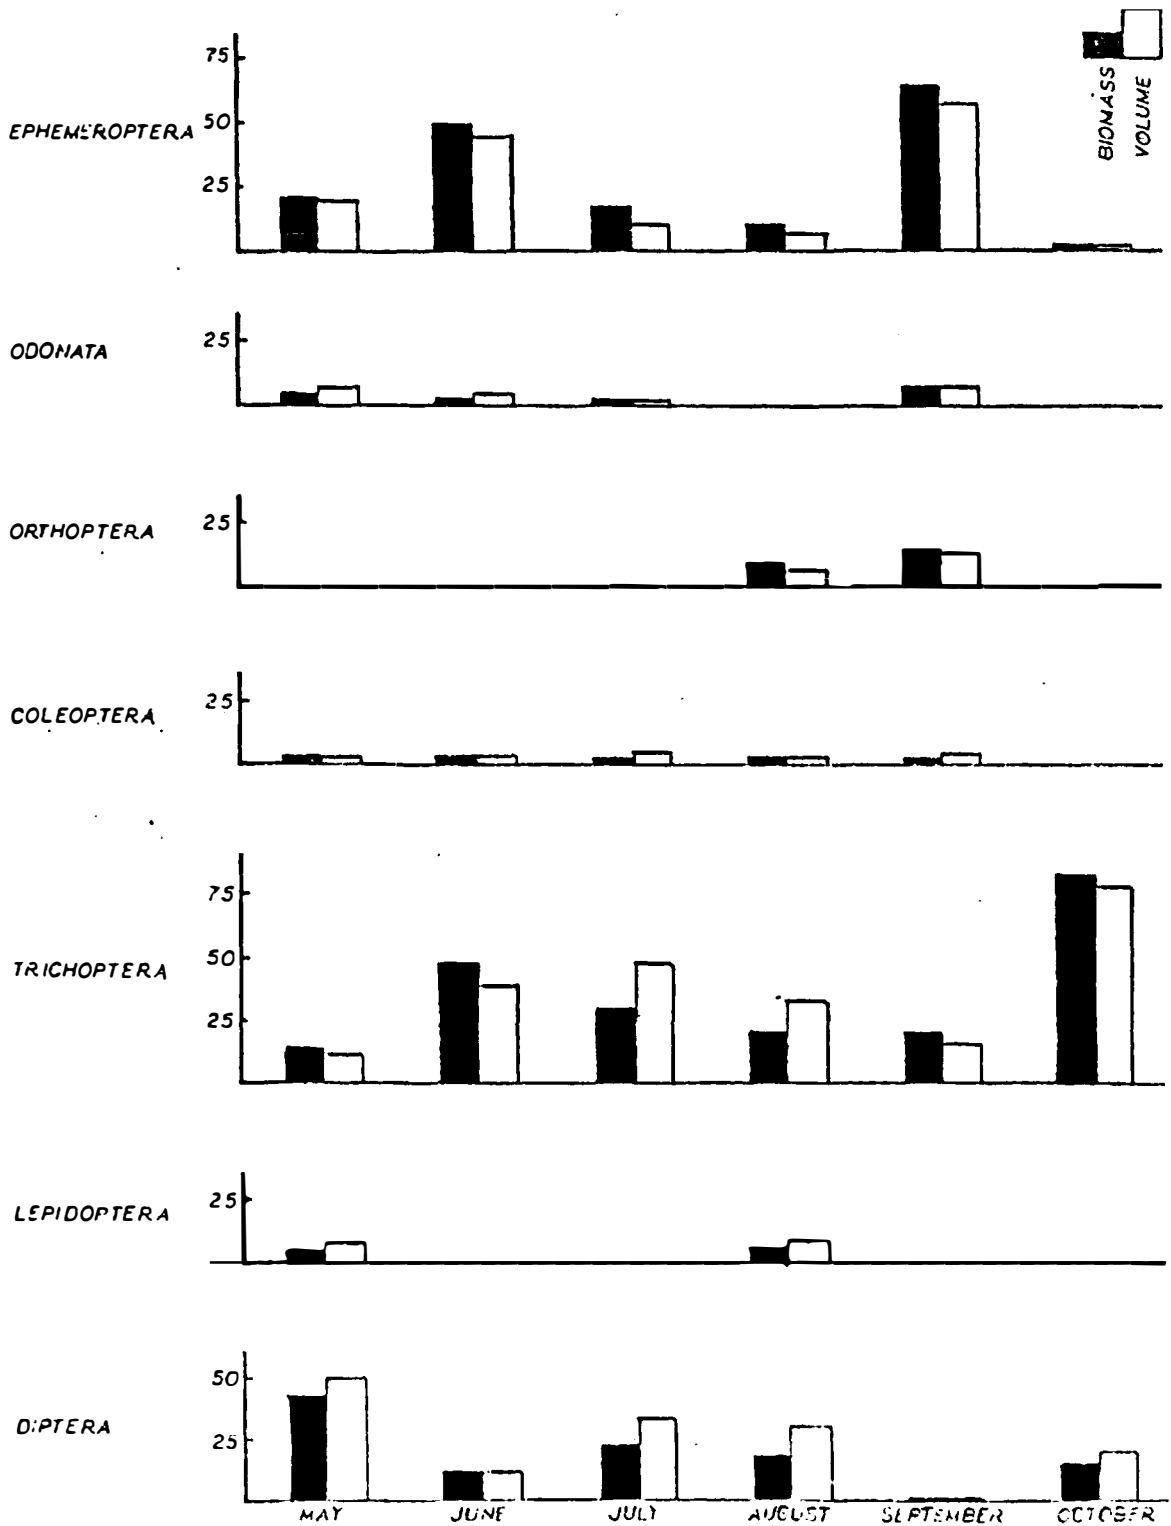 BIOMASS
VOLUME
EPHEMEROPTERA
75
50
25
ODONATA
25
ORTHOPTERA
25
COLEOPTERA
25
TRICHOPTERA
75
50
25
LEPIDOPTERA
25
DIPTERA
50
25
MAY JUNE JULY AUGUST SEPTEMBER OCTOBER